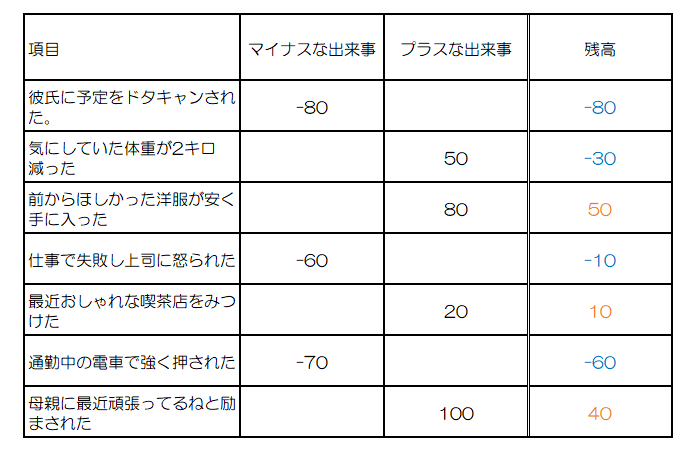 項目 マイナスな出来事 プラスな出来事 残高
彼氏に予定をドタキャンされ
た。
-80 -80
気にしていた体重が2キロ
減った
50 -30
前からほしかった洋服が安く
手に入った
80 50
仕事で失敗し上司に怒られた -60 -10
最近おしゃれな喫茶店をみつ
けた
20 10
通勤中の電車で強く押された -70 -60
母親に最近頑張ってるねと励
まされた
100 40